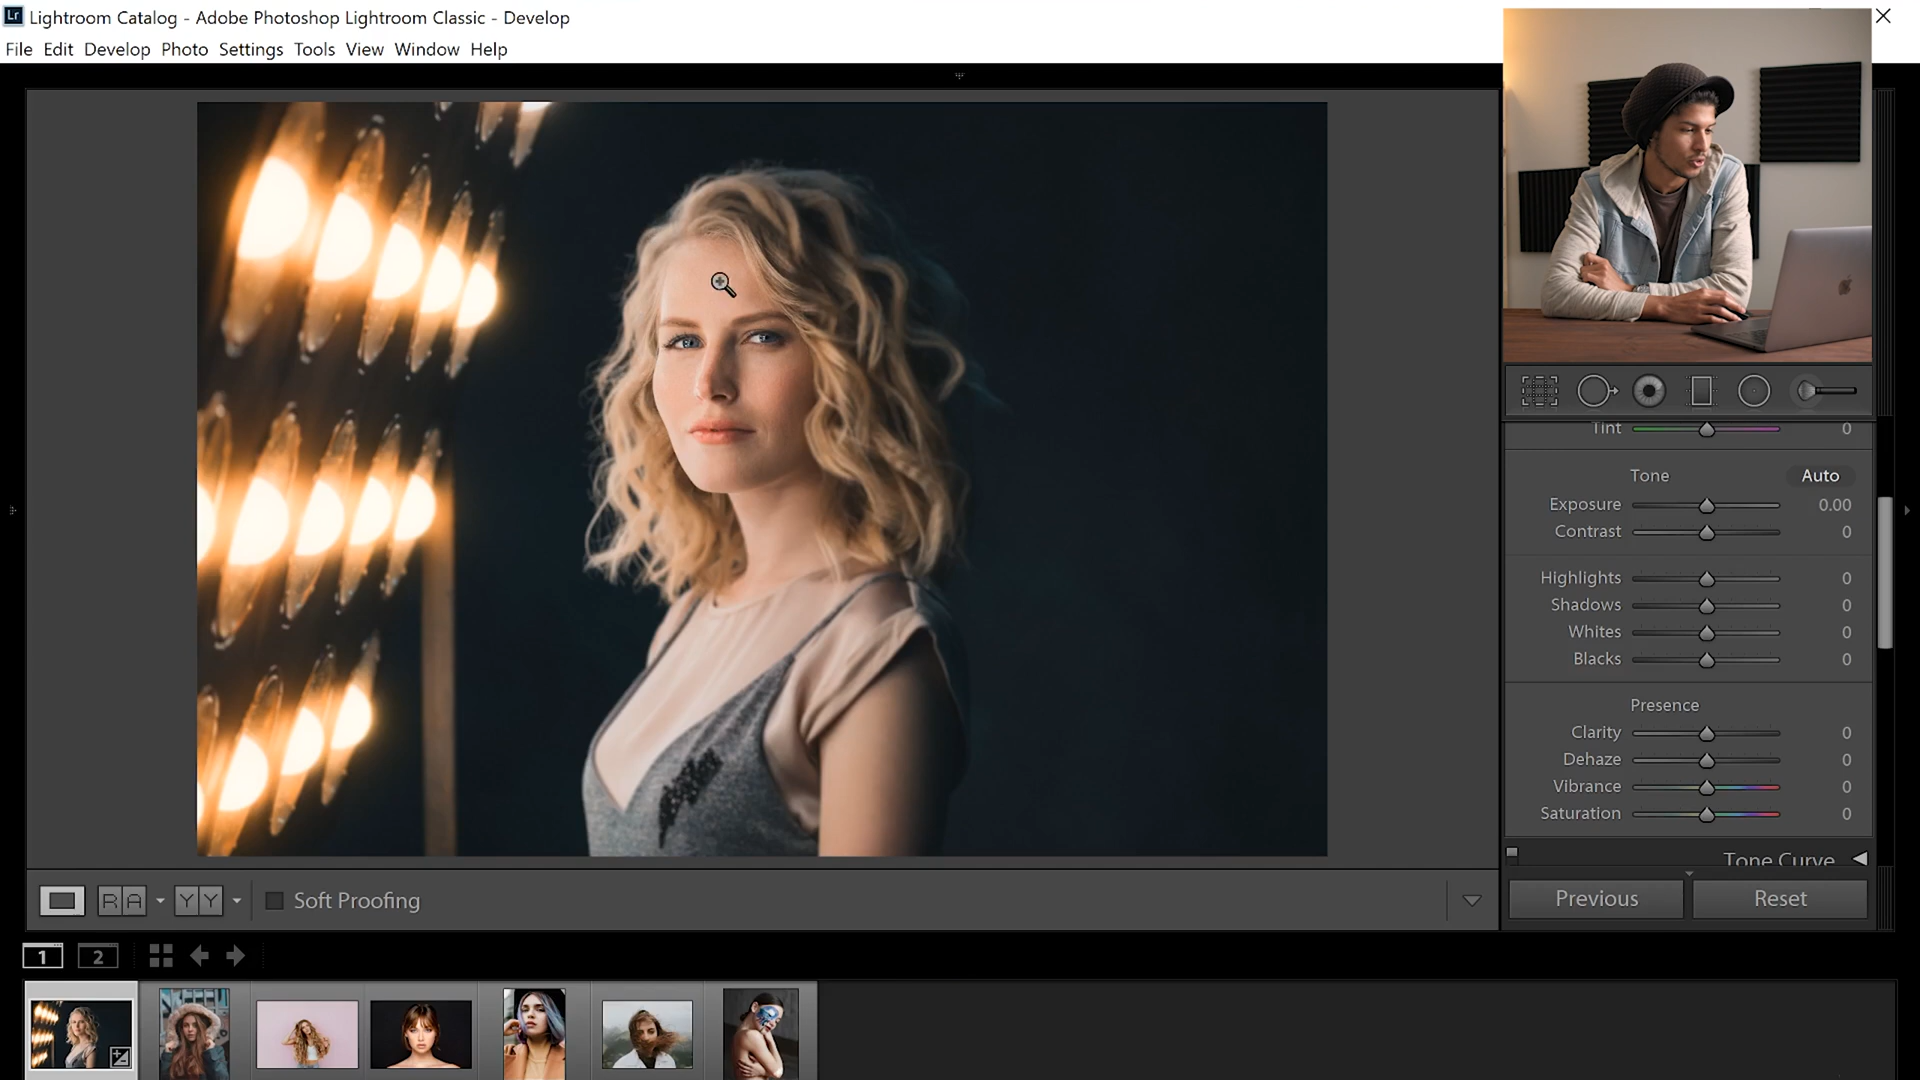 Lr Lightroom Catalog - Adobe Photoshop Lightroom Classic - Develop
File Edit Develop Photo Settings Tools View Window Help
Tint 0
Tone Auto
Exposure 0.00
Contrast 0
Highlights 0
Shadows 0
Whites 0
Blacks 0
Presence
Clarity 0
Dehaze 0
Vibrance 0
Saturation 0
Tone Curve
R A Y Y Soft Proofing
Previous Reset
1 2